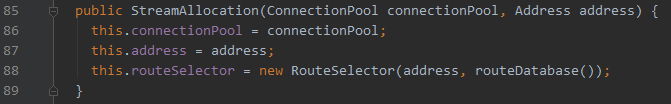 85 public StreamAllocation(ConnectionPool connectionPool, Address address) {
86 this.connectionPool = connectionPool;
87 this.address = address;
88 this.routeSelector = new RouteSelector(address, routeDatabase());
89 }